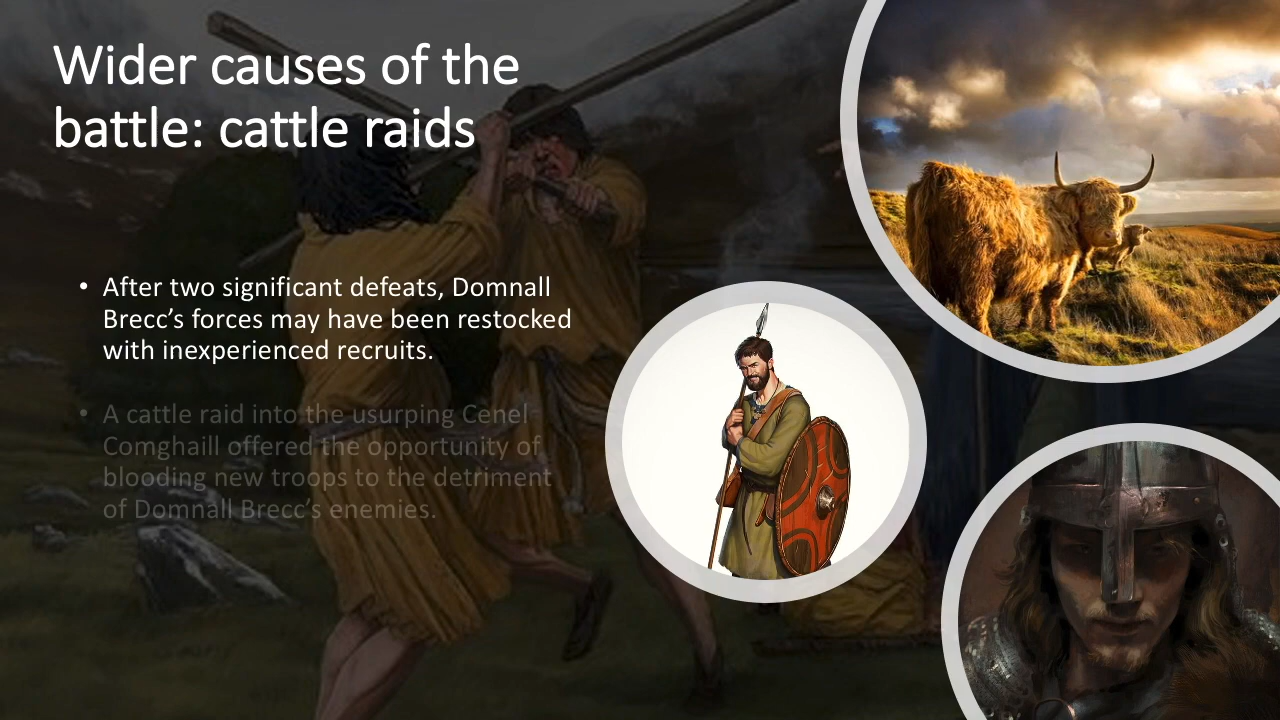 Wider causes of the
battle: cattle raids
• After two significant defeats, Domnall
Brecc’s forces may have been restocked
with inexperienced recruits.
• A cattle raid into the usurping Cenel
Comghaill offered the opportunity of
blooding new troops to the detriment
of Domnall Brecc’s enemies.